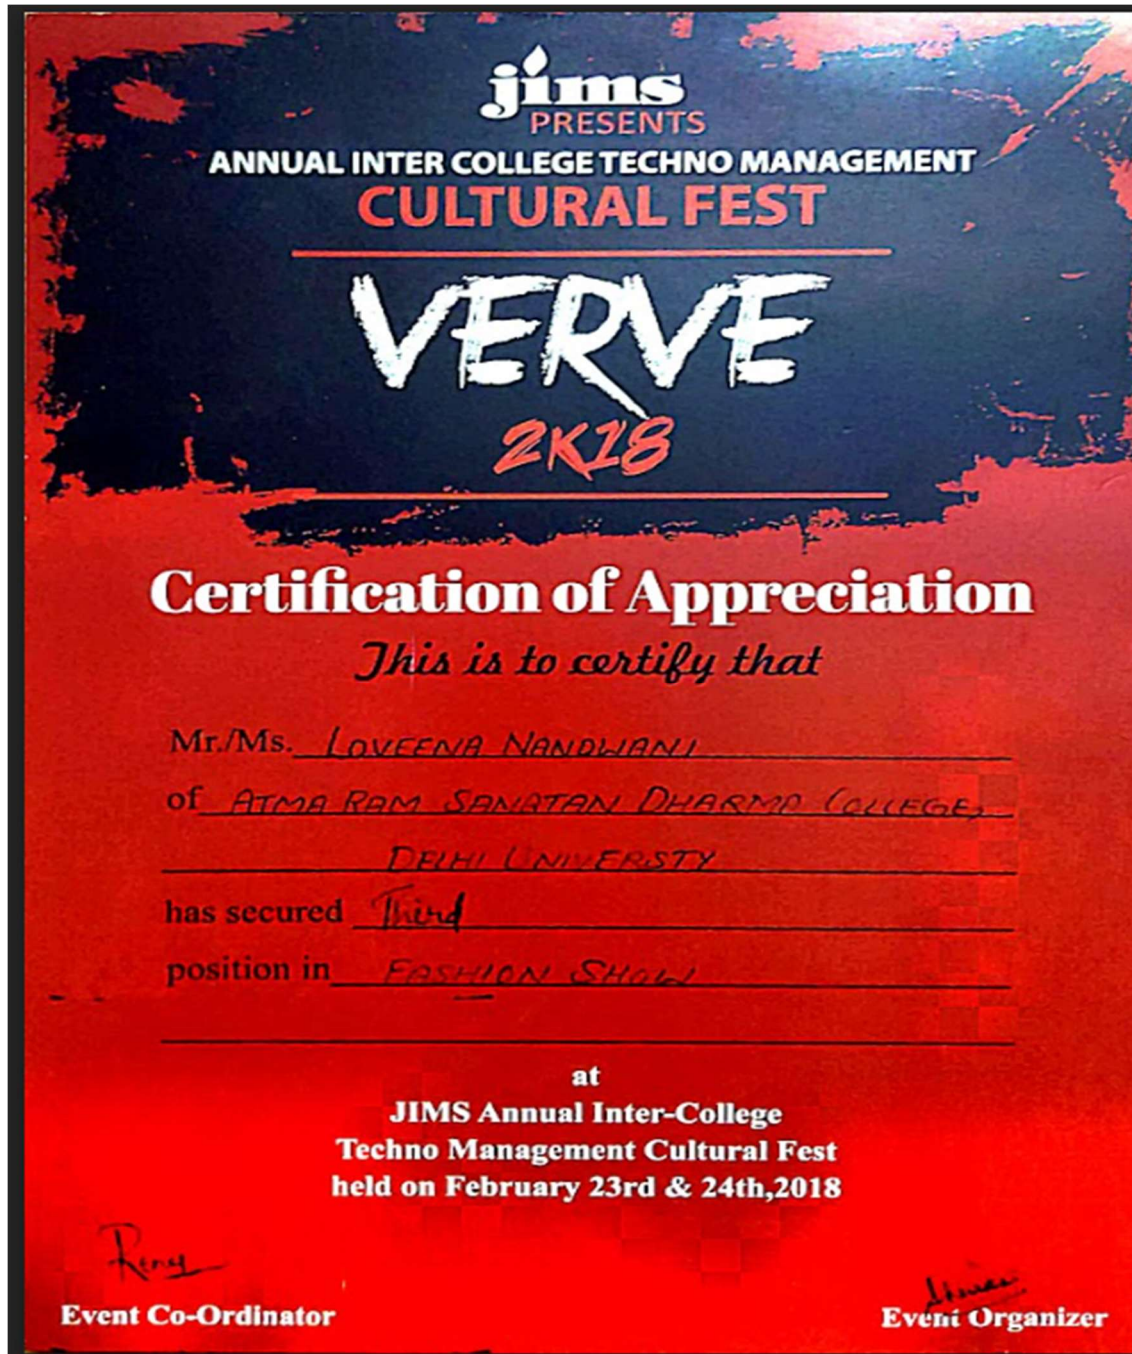 jims
PRESENTS
ANNUAL INTER COLLEGE TECHNO MANAGEMENT
CULTURAL FEST
VERVE
2K18
Certification of Appreciation
This is to certify that
Mr./Ms. LOVEENA NANDWANI
of ATMA RAM SANATAN DHARMA COLLEGE,
DELHI UNIVERSTY
has secured Third
position in FASHION SHOW
at
JIMS Annual Inter-College
Techno Management Cultural Fest
held on February 23rd & 24th,2018
Event Co-Ordinator
Event Organizer